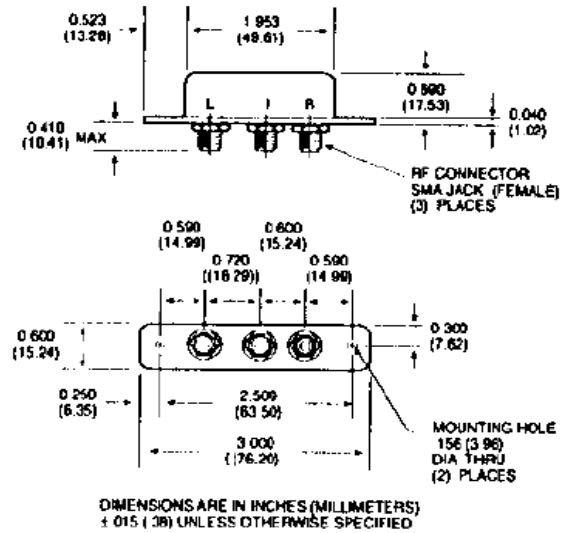 0.523
(13.28)
1.953
(49.61)
L
I
R
0.690
(17.53)
0.040
(1.02)
0.410
(10.41)
MAX
RF CONNECTOR
SMA JACK (FEMALE)
(3) PLACES
0.590
(14.99)
0.600
(15.24)
0.720
((18.29))
0.590
(14.99)
0.600
(15.24)
0.300
(7.62)
0.250
(6.35)
2.500
(63.50)
3.000
((76.20)
MOUNTING HOLE
156 (3.96)
DIA THRU
(2) PLACES
DIMENSIONS ARE IN INCHES (MILLIMETERS)
± 015 (.38) UNLESS OTHERWISE SPECIFIED